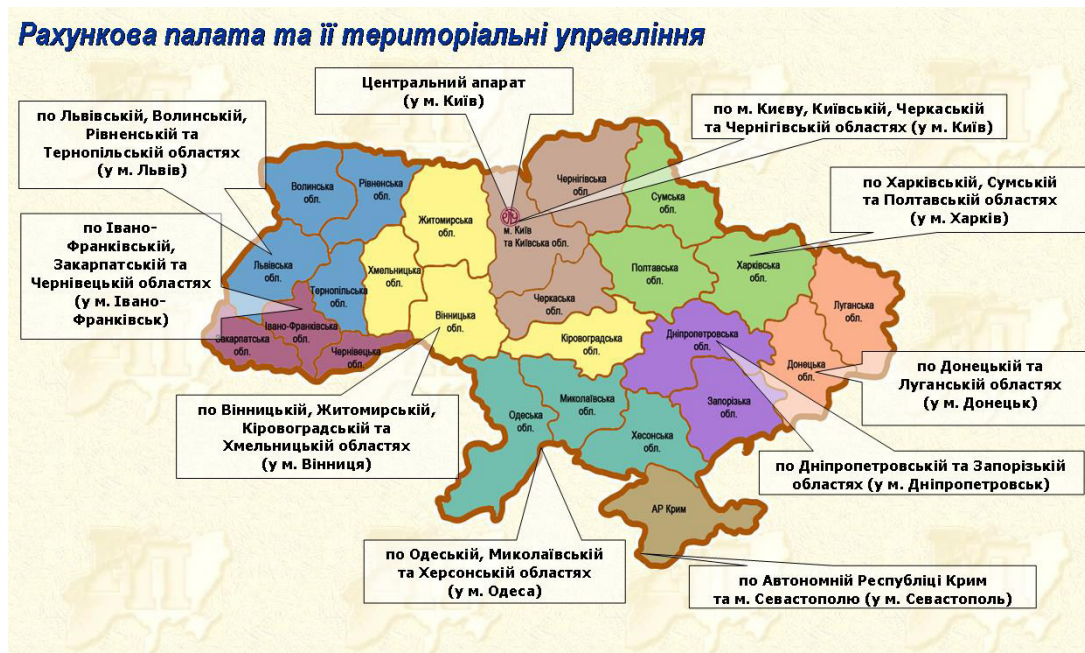 Рахункова палата та її територіальні управління
Центральний апарат
(у м. Київ)
по Львівській, Волинській,
Рівненській та
Тернопільській областях
(у м. Львів)
по м. Києву, Київській, Черкаській
та Чернігівській областях (у м. Київ)
по Харківській, Сумській
та Полтавській областях
(у м. Харків)
по Івано-
Франківській,
Закарпатській та
Чернівецькій областях
(у м. Івано-
Франківськ)
Волинська
обл.
Рівненська
обл.
Житомирська
обл.
Чернігівська
обл.
Сумська
обл.
м. Київ
та Київська обл.
Львівська
обл.
Тернопільська
обл.
Хмельницька
обл.
Вінницька
обл.
Черкаська
обл.
Полтавська
обл.
Харківська
обл.
Луганська
обл.
Закарпатська
обл.
Івано-Франківська
обл.
Чернівецька
обл.
Кіровоградська
обл.
Дніпропетровська
обл.
Донецька
обл.
Одеська
обл.
Миколаївська
обл.
Хесонська
обл.
Запорізька
обл.
АР Крим
по Донецькій та
Луганській областях
(у м. Донецьк)
по Вінницькій, Житомирській,
Кіровоградській та
Хмельницькій областях
(у м. Вінниця)
по Дніпропетровській та Запорізькій
областях (у м. Дніпропетровськ)
по Одеській, Миколаївській
та Херсонській областях
(у м. Одеса)
по Автономній Республіці Крим
та м. Севастополю (у м. Севастополь)